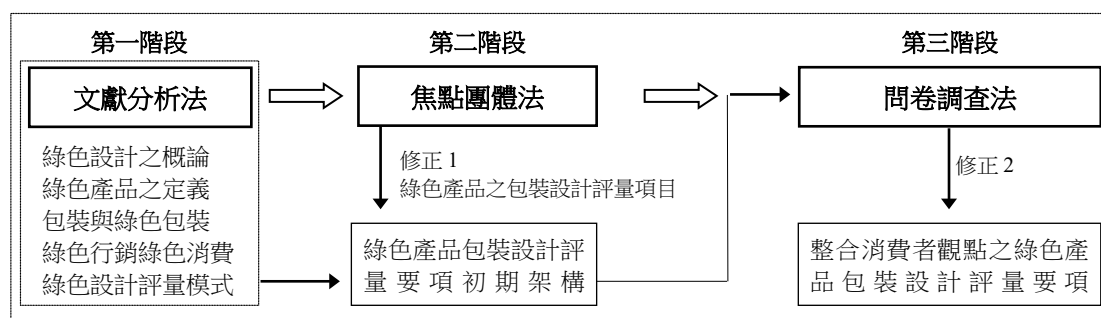 第一階段
第二階段
第三階段
文獻分析法
焦點團體法
問卷調查法
綠色設計之概論
綠色產品之定義
包裝與綠色包裝
綠色行銷綠色消費
綠色設計評量模式
修正 1
綠色產品之包裝設計評量項目
綠色產品包裝設計評
量要項初期架構
修正 2
整合消費者觀點之綠色產
品包裝設計評量要項